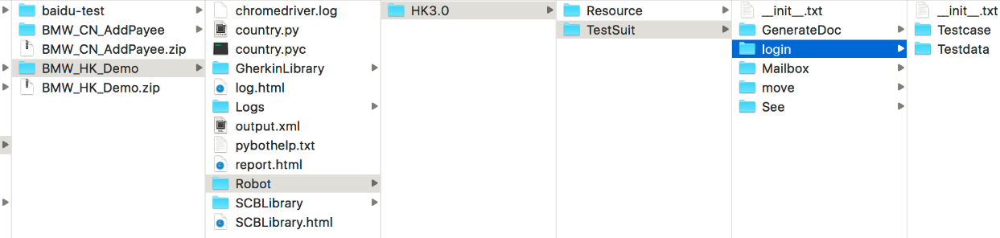 baidu-test
BMW_CN_AddPayee
BMW_CN_AddPayee.zip
BMW_HK_Demo
BMW_HK_Demo.zip
chromedriver.log
country.py
country.pyc
GherkinLibrary
log.html
Logs
output.xml
pybothelp.txt
report.html
Robot
SCBLibrary
SCBLibrary.html
HK3.0
Resource
TestSuit
__init__.txt
GenerateDoc
login
Mailbox
move
See
__init__.txt
Testcase
Testdata